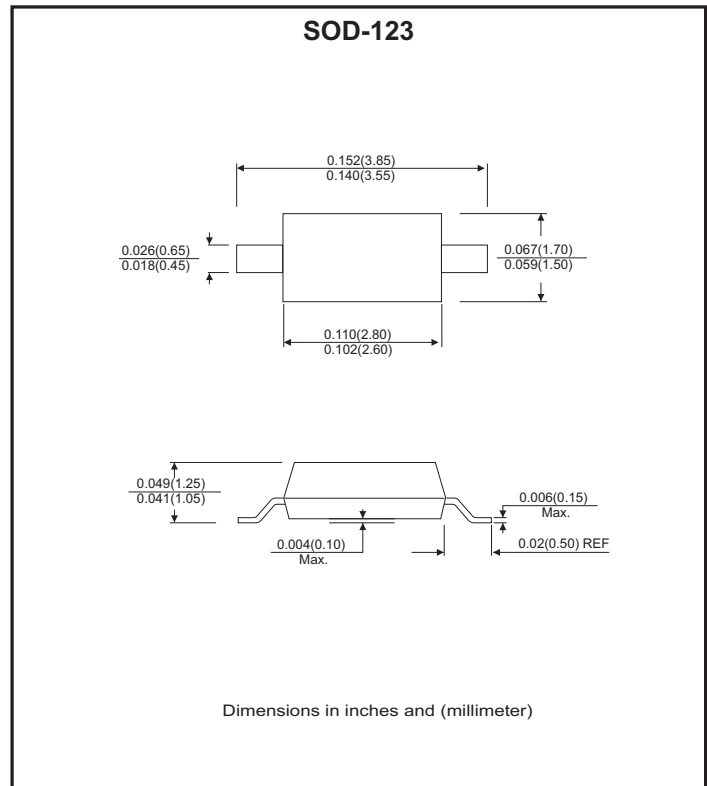 SOD-123
0.152(3.85)
0.140(3.55)
0.026(0.65)
0.018(0.45)
0.067(1.70)
0.059(1.50)
0.110(2.80)
0.102(2.60)
0.049(1.25)
0.041(1.05)
0.006(0.15)
Max.
0.004(0.10)
Max.
0.02(0.50) REF
Dimensions in inches and (millimeter)